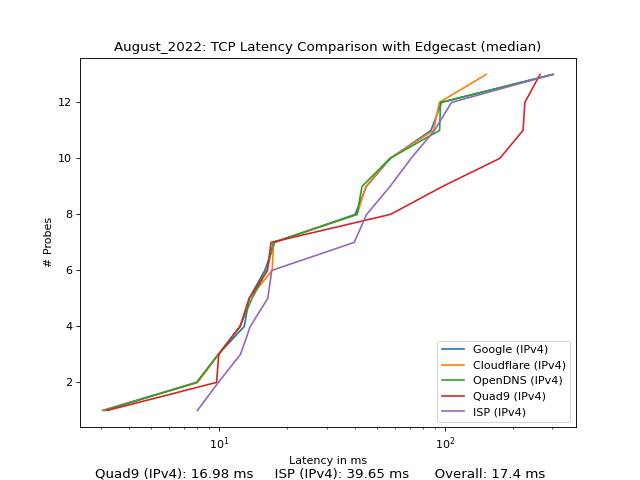 August_2022: TCP Latency Comparison with Edgecast (median)
# Probes
12
10
8
6
4
2
Google (IPv4)
Cloudflare (IPv4)
OpenDNS (IPv4)
Quad9 (IPv4)
ISP (IPv4)
10¹
10²
Latency in ms
Quad9 (IPv4): 16.98 ms ISP (IPv4): 39.65 ms Overall: 17.4 ms